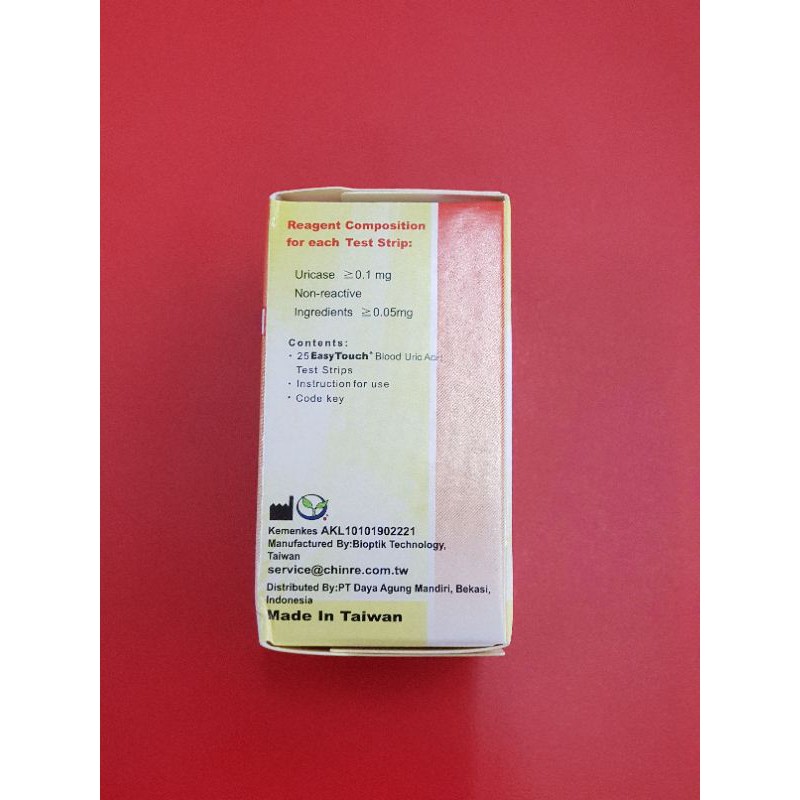 Reagent Composition
for each Test Strip:
Uricase ≧0.1 mg
Non-reactive
Ingredients ≧0.05mg
Contents:
· 25 EasyTouch® Blood Uric Acid
Test Strips
· Instruction for use
· Code key
Kemenkes AKL10101902221
Manufactured By:Bioptik Technology,
Taiwan
service@chinre.com.tw
Distributed By:PT Daya Agung Mandiri, Bekasi,
Indonesia
Made In Taiwan